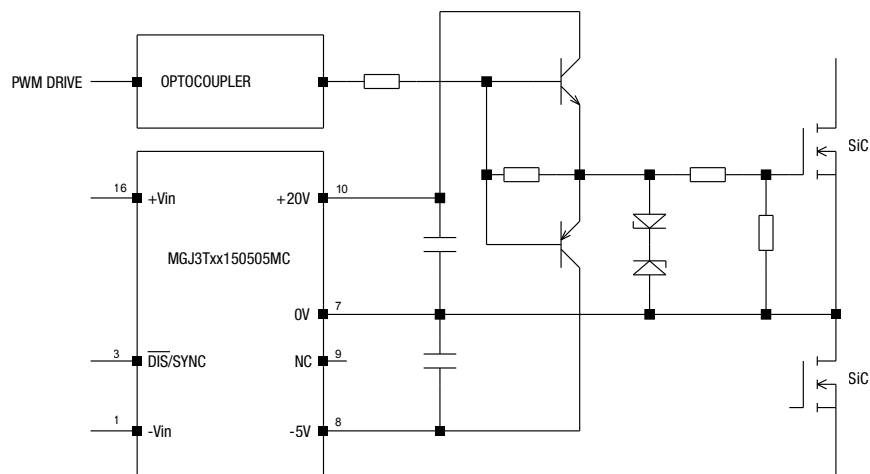 PWM DRIVE
OPTOCOUPLER
SiC
16
+Vin
+20V
10
MGJ3Txx150505MC
0V
7
3
DIS/SYNC
NC
9
SiC
1
-Vin
-5V
8